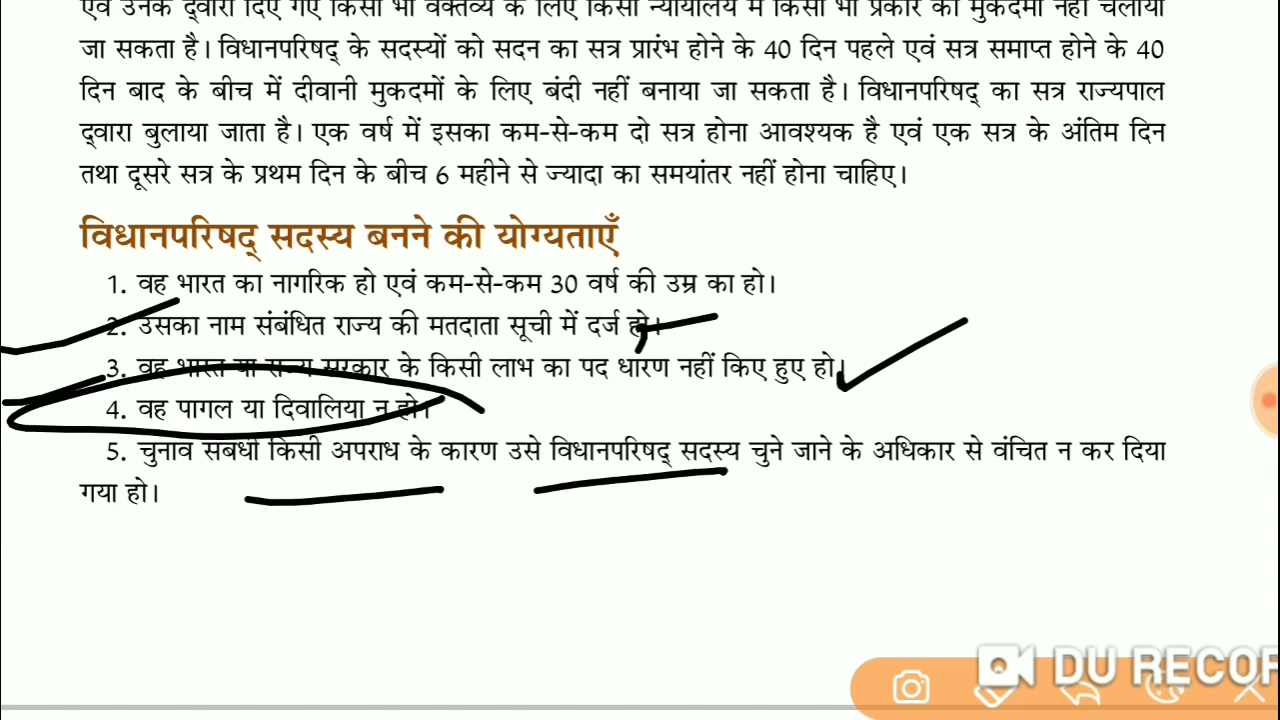 एवं उनके द्वारा दिए गए किसी भी वक्तव्य के लिए किसी न्यायालय में किसी भी प्रकार का मुकदमा नहीं चलाया
जा सकता है। विधानपरिषद् के सदस्यों को सदन का सत्र प्रारंभ होने के 40 दिन पहले एवं सत्र समाप्त होने के 40
दिन बाद के बीच में दीवानी मुकदमों के लिए बंदी नहीं बनाया जा सकता है। विधानपरिषद् का सत्र राज्यपाल
द्वारा बुलाया जाता है। एक वर्ष में इसका कम-से-कम दो सत्र होना आवश्यक है एवं एक सत्र के अंतिम दिन
तथा दूसरे सत्र के प्रथम दिन के बीच 6 महीने से ज्यादा का समयांतर नहीं होना चाहिए।
विधानपरिषद् सदस्य बनने की योग्यताएँ
1. वह भारत का नागरिक हो एवं कम-से-कम 30 वर्ष की उम्र का हो।
2. उसका नाम संबंधित राज्य की मतदाता सूची में दर्ज हो।
3. वह भारत या राज्य सरकार के किसी लाभ का पद धारण नहीं किए हुए हो।
4. वह पागल या दिवालिया न हो।
5. चुनाव संबंधी किसी अपराध के कारण उसे विधानपरिषद् सदस्य चुने जाने के अधिकार से वंचित न कर दिया
गया हो।
DU RECOR